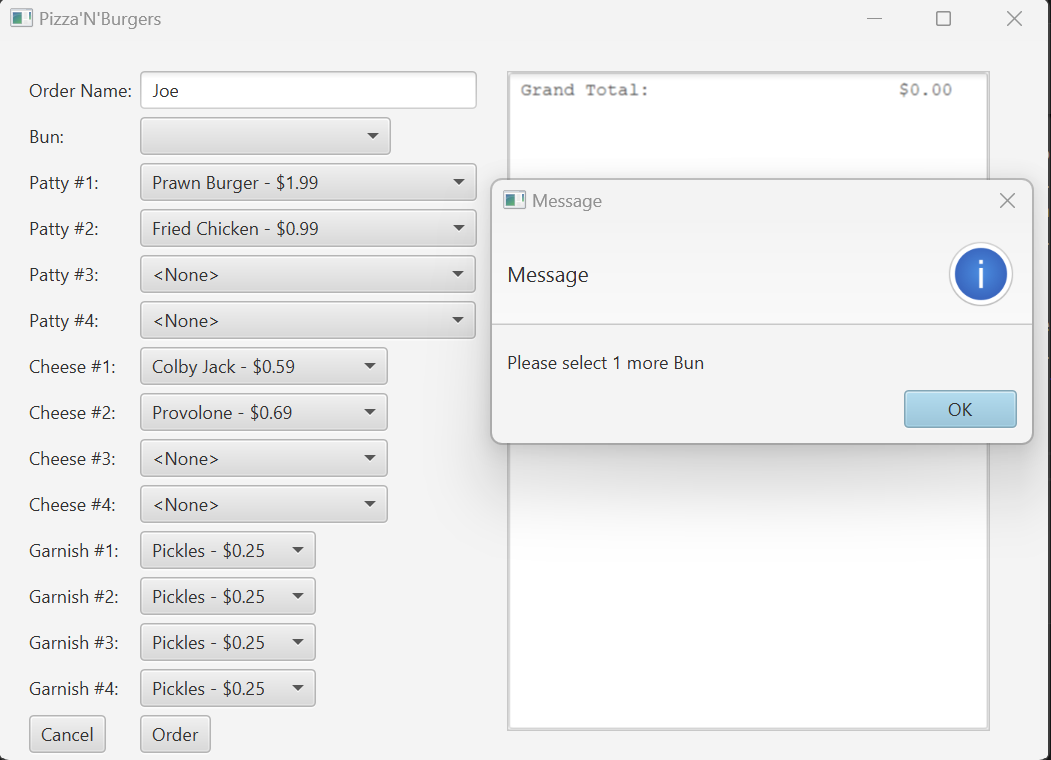 Pizza'N'Burgers
Order Name: Joe
Bun:
Patty #1: Prawn Burger - $1.99
Patty #2: Fried Chicken - $0.99
Patty #3: <None>
Patty #4: <None>
Cheese #1: Colby Jack - $0.59
Cheese #2: Provolone - $0.69
Cheese #3: <None>
Cheese #4: <None>
Garnish #1: Pickles - $0.25
Garnish #2: Pickles - $0.25
Garnish #3: Pickles - $0.25
Garnish #4: Pickles - $0.25
Cancel Order
Grand Total: $0.00
Message
Message
i
Please select 1 more Bun
OK